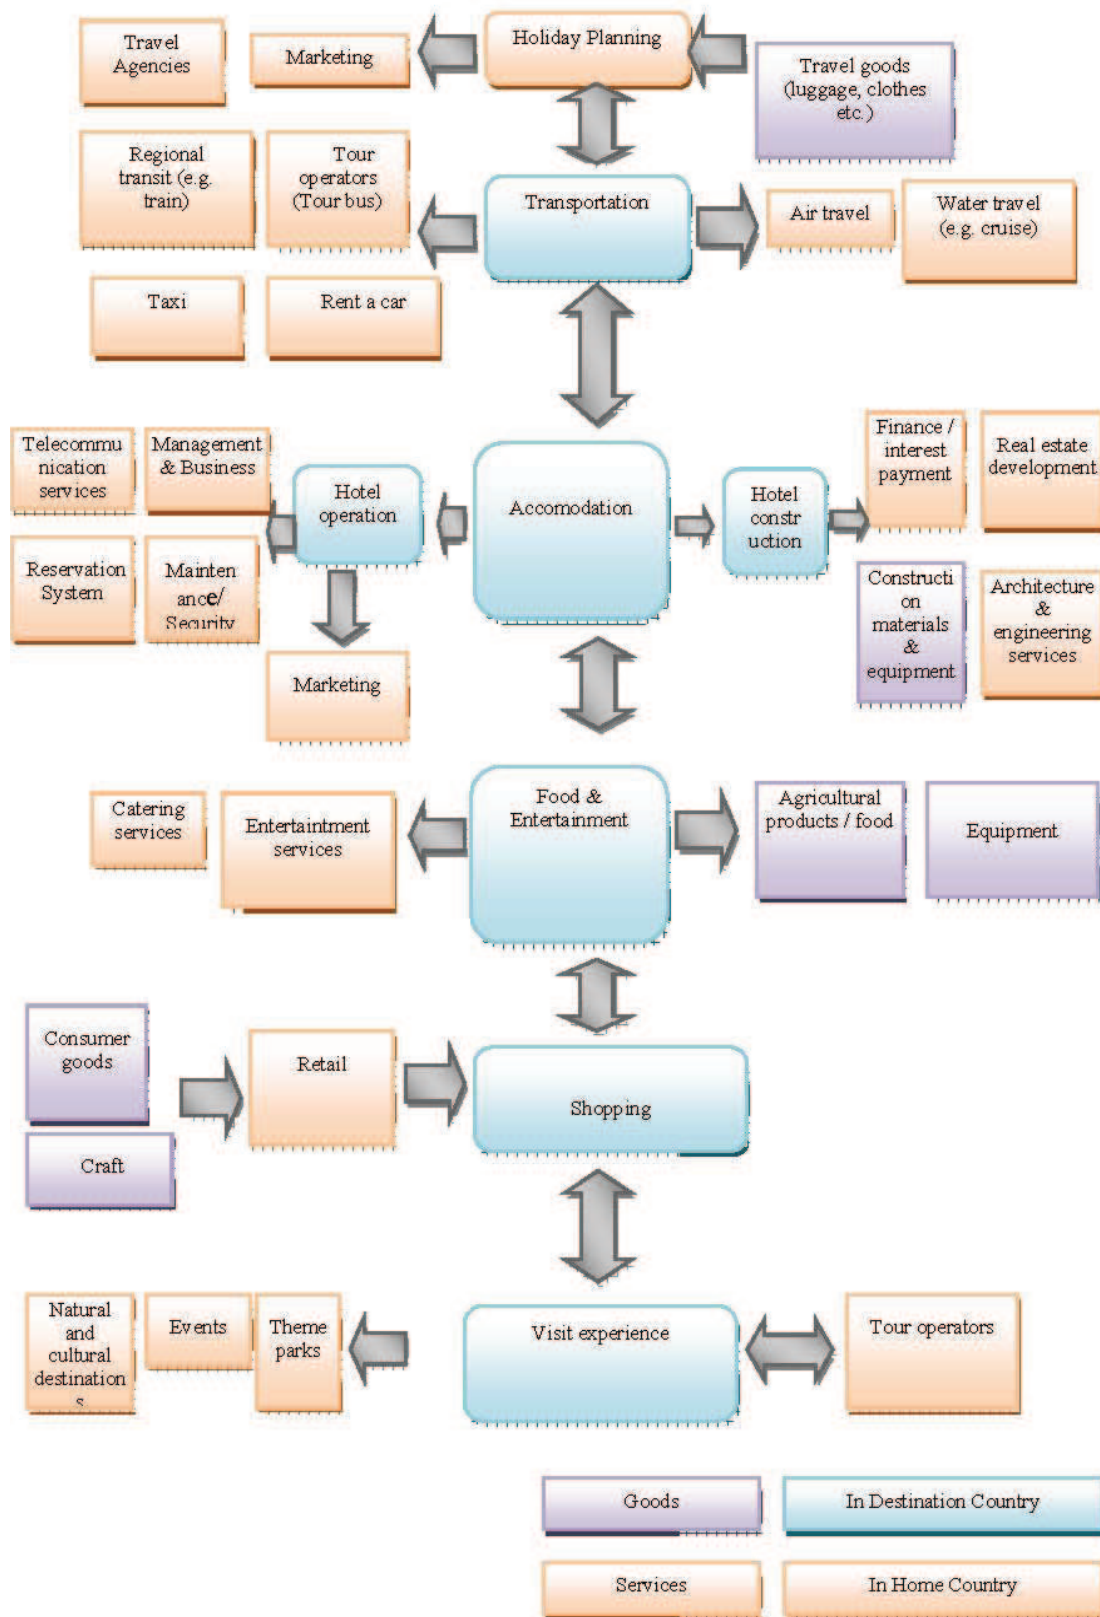 Travel
Agencies
Marketing
Holiday Planning
Travel goods
(luggage, clothes
etc.)
Regional
transit (e.g.
train)
Tour
operators
(Tour bus)
Transportation
Air travel
Water travel
(e.g. cruise)
Taxi
Rent a car
Telecommu
nication
services
Management
& Business
Hotel
operation
Accomodation
Hotel
constr
uction
Finance /
interest
payment
Real estate
development
Reservation
System
Mainten
ance/
Security
Constructi
on
materials
&
equipment
Architecture
&
engineering
services
Marketing
Catering
services
Entertaintment
services
Food &
Entertainment
Agricultural
products / food
Equipment
Consumer
goods
Retail
Shopping
Craft
Natural
and
cultural
destination
s
Events
Theme
parks
Visit experience
Tour operators
Goods
In Destination Country
Services
In Home Country